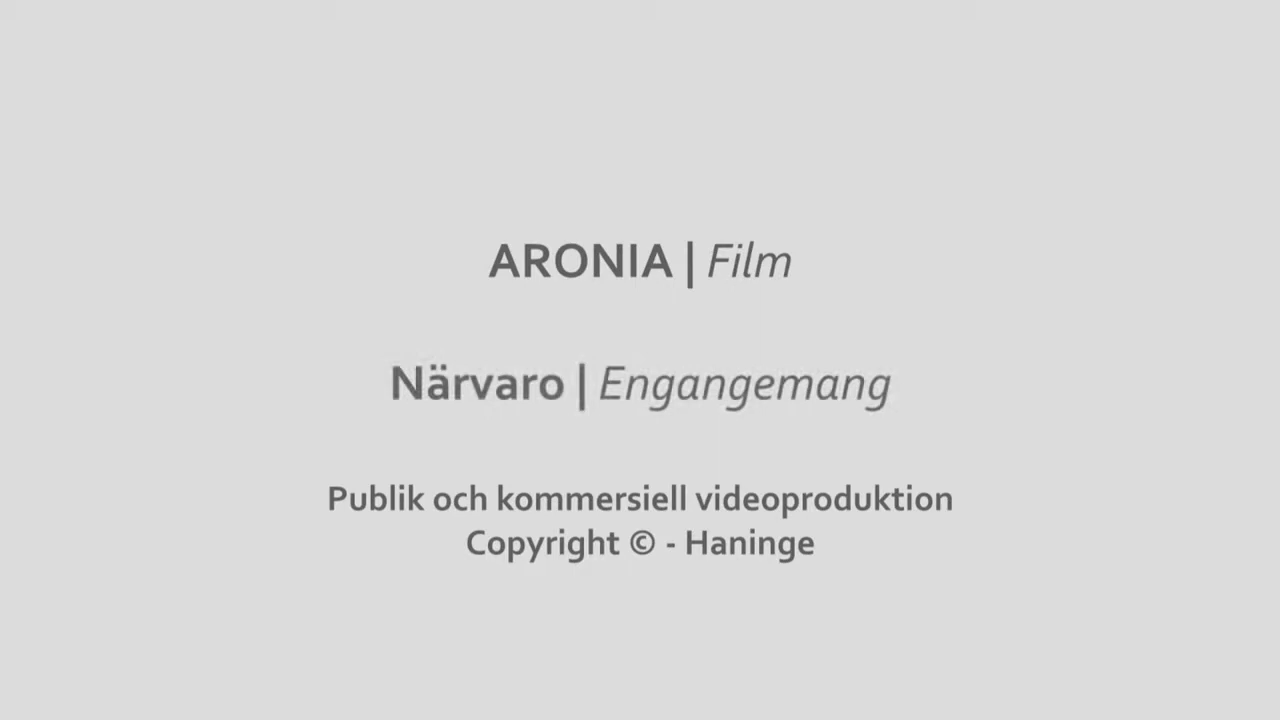 ARONIA | Film
Närvaro | Engangemang
Publik och kommersiell videoproduktion
Copyright © - Haninge